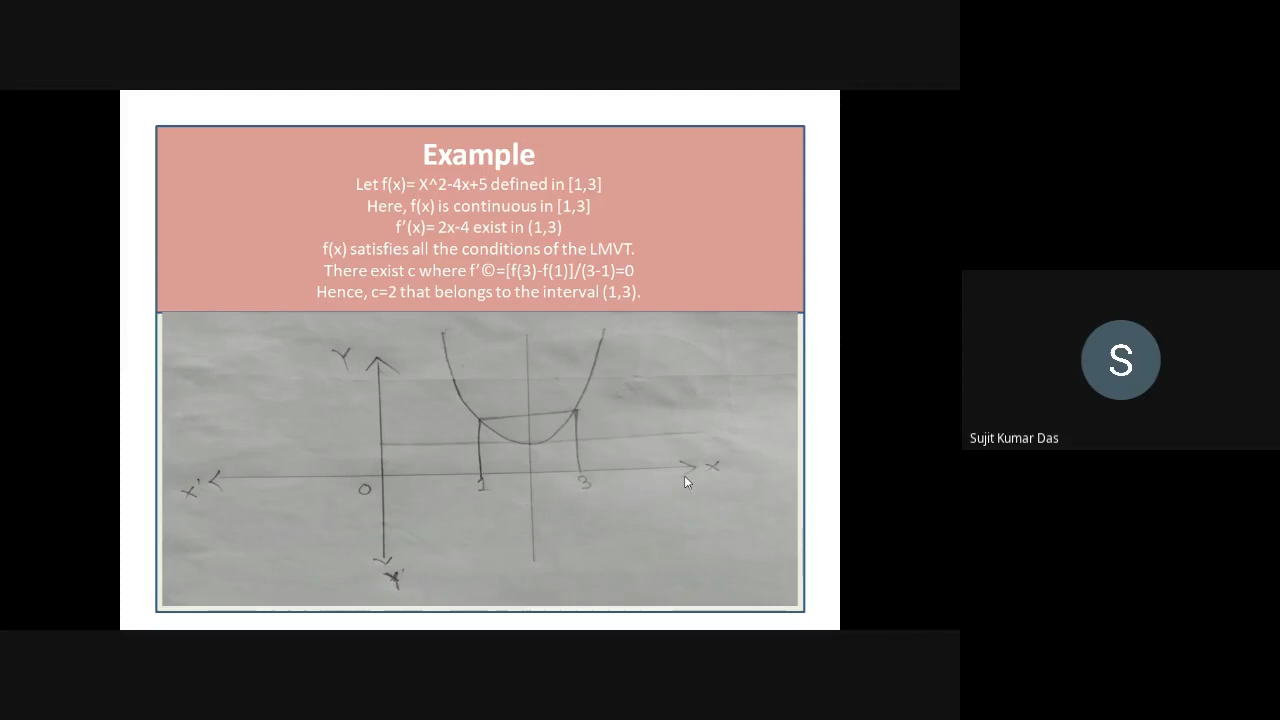 Example
Let f(x)= X^2-4x+5 defined in [1,3]
Here, f(x) is continuous in [1,3]
f’(x)= 2x-4 exist in (1,3)
f(x) satisfies all the conditions of the LMVT.
There exist c where f’©=[f(3)-f(1)]/(3-1)=0
Hence, c=2 that belongs to the interval (1,3).
Y
X' O 1 3 X
Y'
S
Sujit Kumar Das